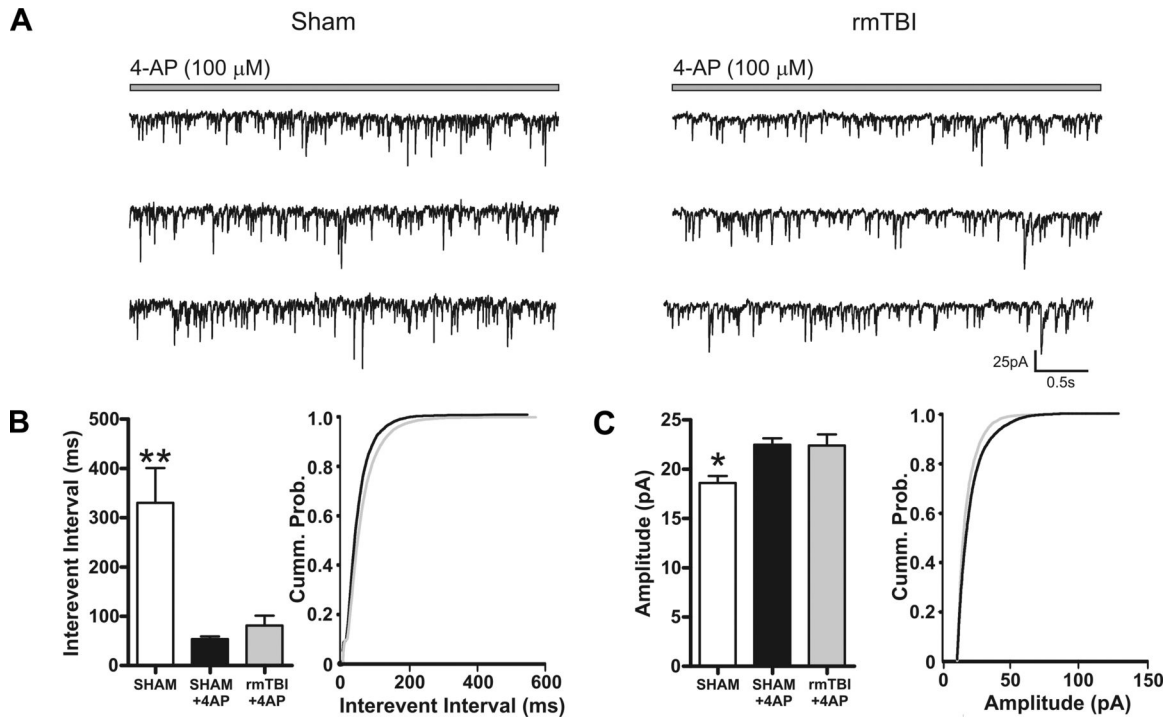 A
Sham
rmTBI
4-AP (100 μM)
4-AP (100 μM)
25pA
0.5s
B
Interevent Interval (ms)
500
400
300
200
100
0
**
SHAM
SHAM
+4AP
rmTBI
+4AP
Cumm. Prob.
1.0
0.8
0.6
0.4
0.2
0
0
200
400
600
Interevent Interval (ms)
C
Amplitude (pA)
25
20
15
10
5
0
*
SHAM
SHAM
+4AP
rmTBI
+4AP
Cumm. Prob.
1.0
0.8
0.6
0.4
0.2
0
0
50
100
150
Amplitude (pA)